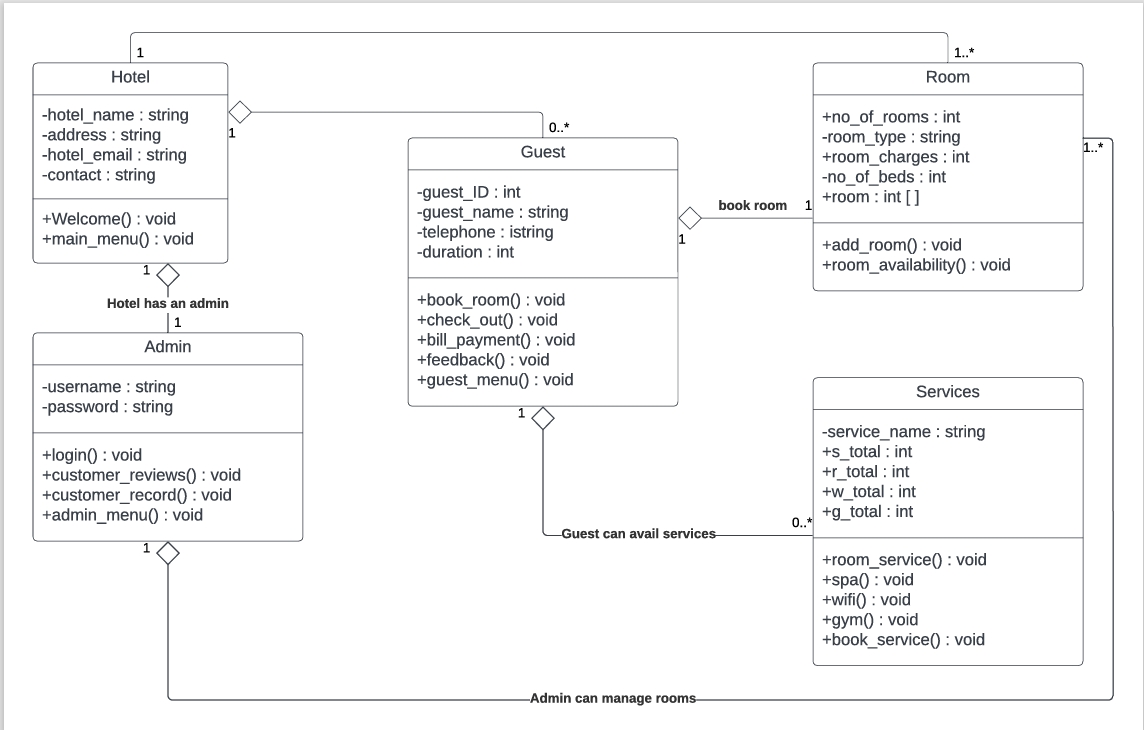 1
1..*
Hotel
-hotel_name : string
-address : string
-hotel_email : string
-contact : string
+Welcome() : void
+main_menu() : void
1
0..*
Guest
-guest_ID : int
-guest_name : string
-telephone : istring
-duration : int
+book_room() : void
+check_out() : void
+bill_payment() : void
+feedback() : void
+guest_menu() : void
1
book room
1
Room
+no_of_rooms : int
-room_type : string
+room_charges : int
-no_of_beds : int
+room : int [ ]
+add_room() : void
+room_availability() : void
1..*
1
Hotel has an admin
1
Admin
-username : string
-password : string
+login() : void
+customer_reviews() : void
+customer_record() : void
+admin_menu() : void
1
1
Guest can avail services
0..*
Services
-service_name : string
+s_total : int
+r_total : int
+w_total : int
+g_total : int
+room_service() : void
+spa() : void
+wifi() : void
+gym() : void
+book_service() : void
Admin can manage rooms